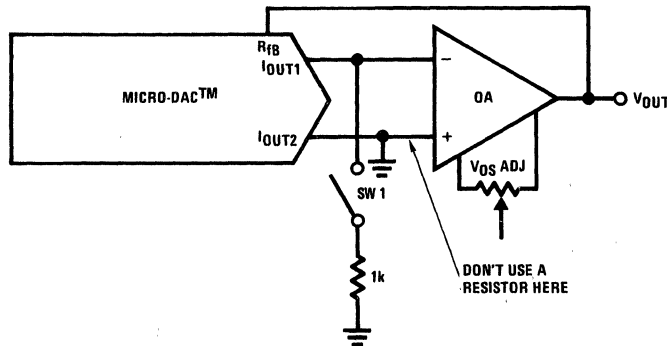 RfB
IOUT1
MICRO-DAC™
IOUT2
−
+
OA
VOUT
VOS ADJ
SW 1
1k
DON'T USE A
RESISTOR HERE